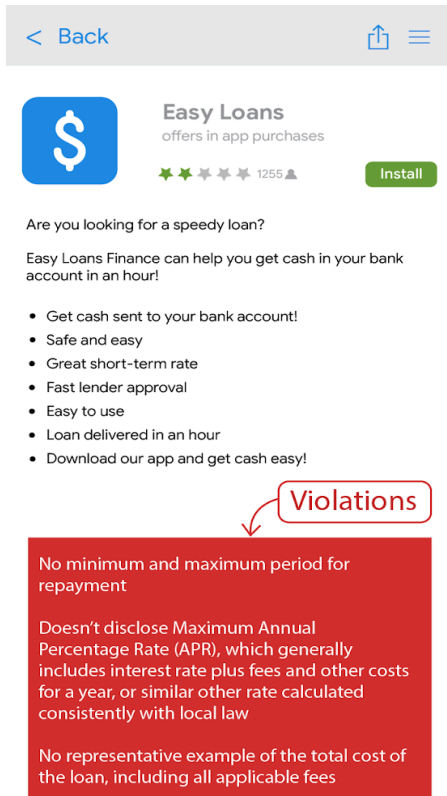 < Back
$
Easy Loans
offers in app purchases
1255
Install
Are you looking for a speedy loan?
Easy Loans Finance can help you get cash in your bank
account in an hour!
• Get cash sent to your bank account!
• Safe and easy
• Great short-term rate
• Fast lender approval
• Easy to use
• Loan delivered in an hour
• Download our app and get cash easy!
Violations
No minimum and maximum period for
repayment
Doesn't disclose Maximum Annual
Percentage Rate (APR), which generally
includes interest rate plus fees and other costs
for a year, or similar other rate calculated
consistently with local law
No representative example of the total cost of
the loan, including all applicable fees